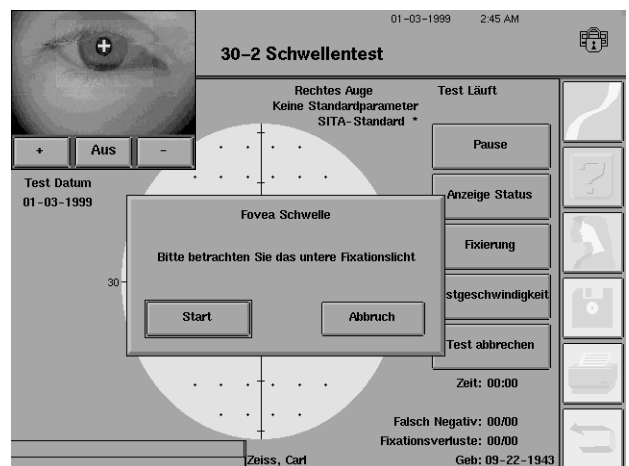 01-03-1999 2:45 AM
30-2 Schwellentest
Rechtes Auge
Keine Standardparameter
SITA-Standard *
Test Läuft
+ Aus -
Test Datum
01-03-1999
Pause
Anzeige Status
Fixierung
stgeschwindigkeit
Test abbrechen
Fovea Schwelle
Bitte betrachten Sie das untere Fixationslicht
Start Abbruch
30
Zeit: 00:00
Falsch Negativ: 00/00
Fixationsverluste: 00/00
Zeiss, Carl
Geb: 09-22-1943